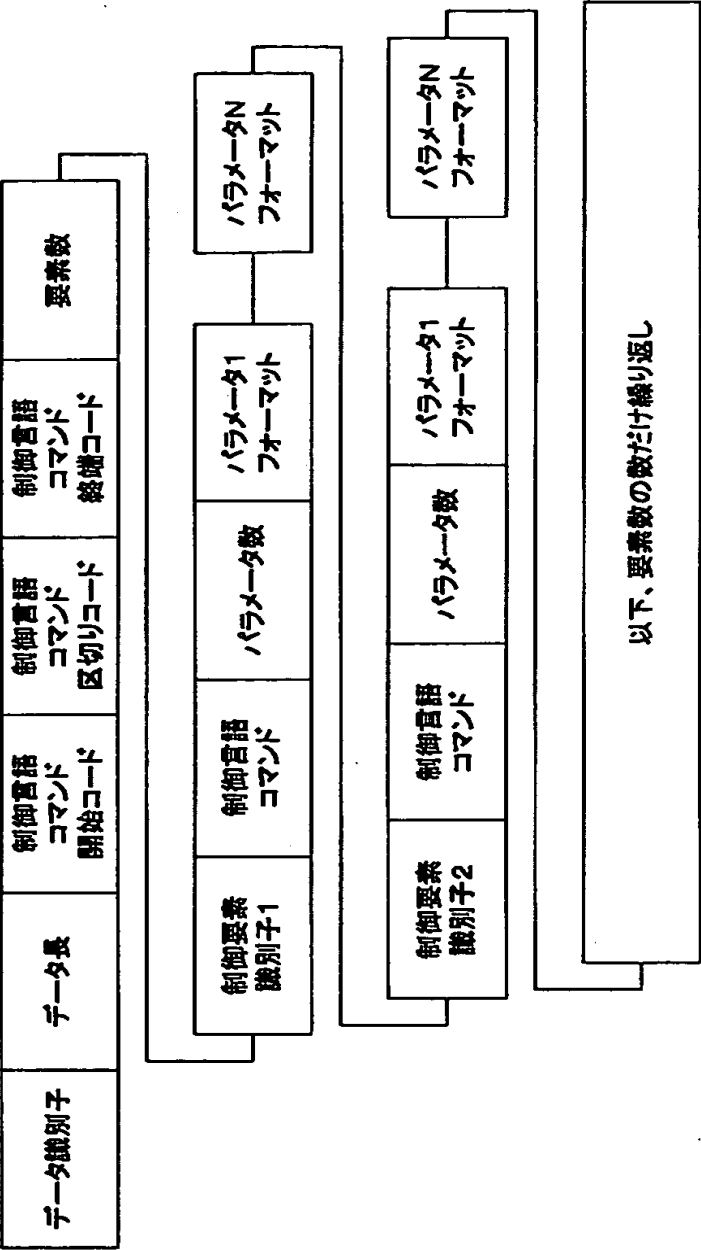 データ識別子
データ長
制御言語
コマンド
開始コード
制御言語
コマンド
区切りコード
制御言語
コマンド
終端コード
要素数
制御要素
識別子1
制御言語
コマンド
パラメータ数
パラメータ1
フォーマット
パラメータN
フォーマット
制御要素
識別子2
制御言語
コマンド
パラメータ数
パラメータ1
フォーマット
パラメータN
フォーマット
以下、要素数の数だけ繰り返し